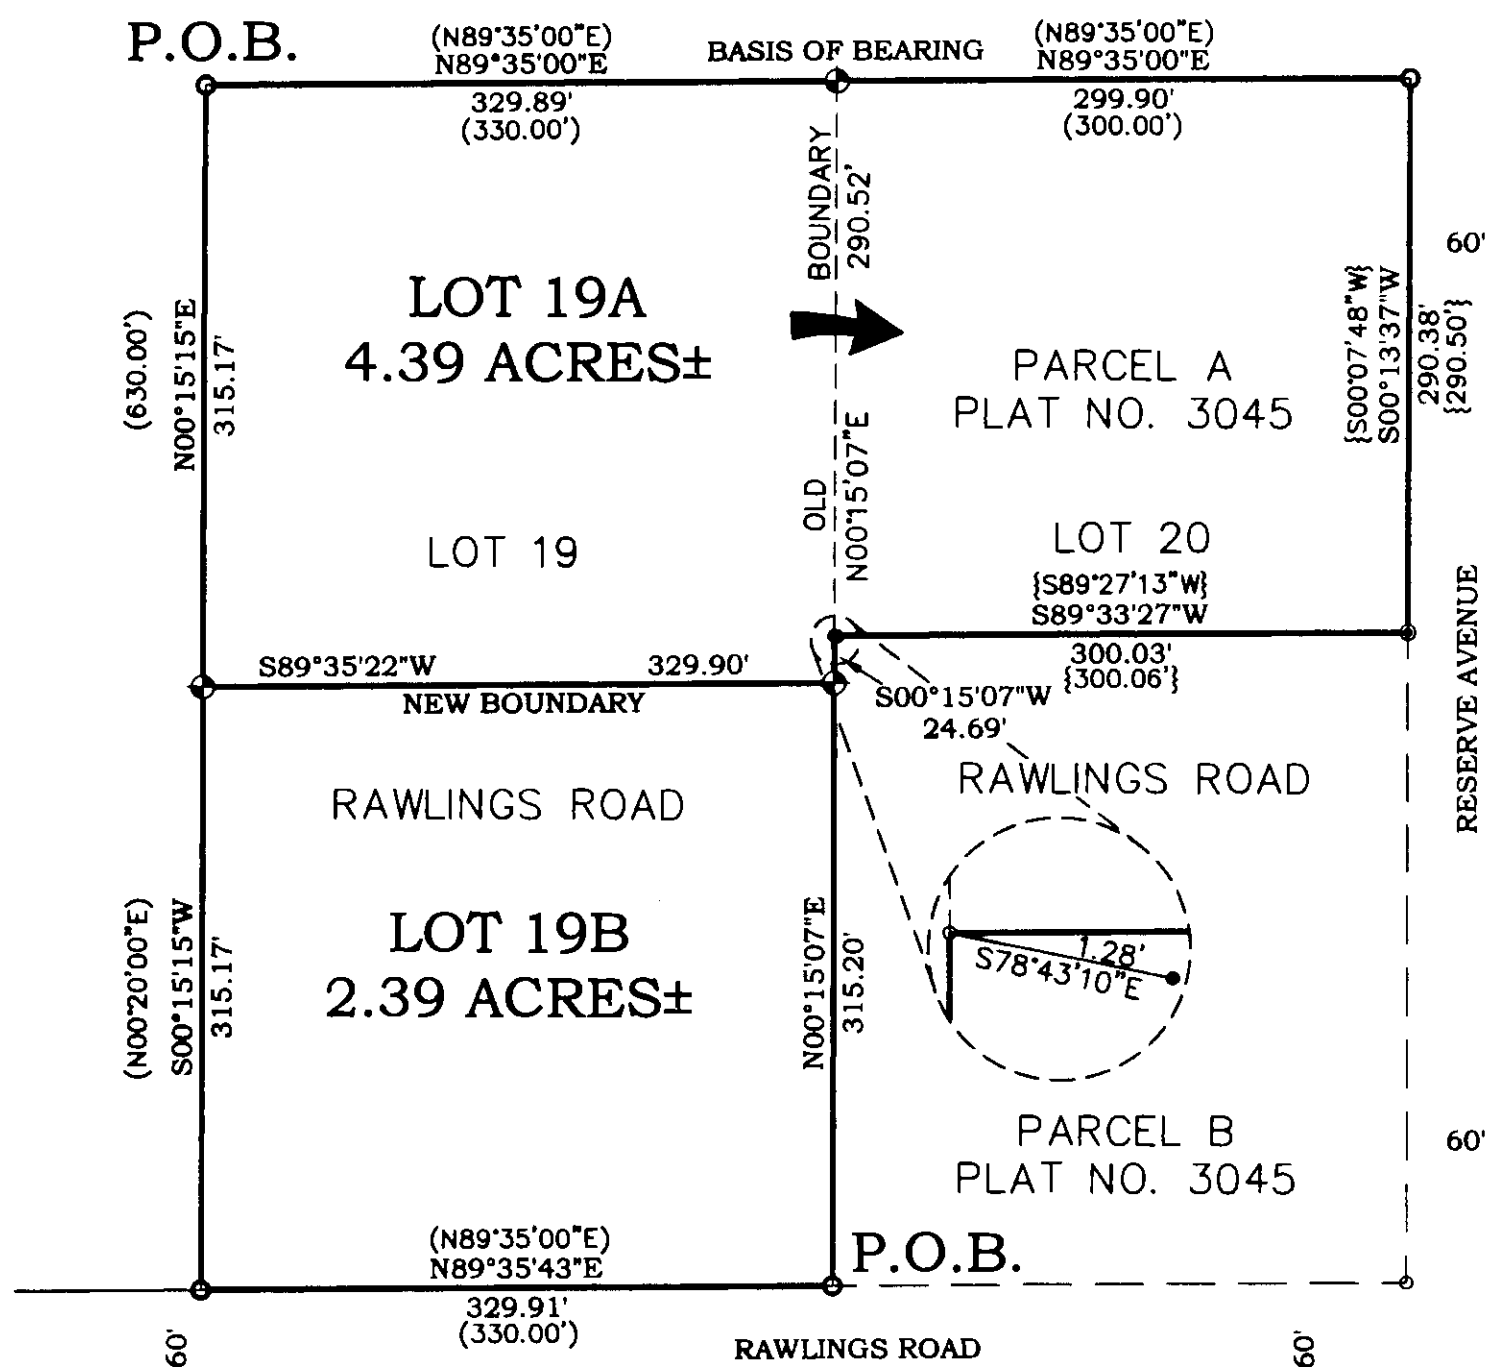 P.O.B.
(N89°35'00"E)
N89°35'00"E
BASIS OF BEARING
(N89°35'00"E)
N89°35'00"E
329.89'
(330.00')
299.90'
(300.00')
OLD BOUNDARY
N00°15'07"E 290.52'
60'
LOT 19A
4.39 ACRES±
(630.00')
N00°15'15"E
315.17'
PARCEL A
PLAT NO. 3045
{S00°07'48"W}
S00°13'37"W
290.38'
{290.50'}
LOT 19
LOT 20
{S89°27'13"W}
S89°33'27"W
300.03'
{300.06'}
RESERVE AVENUE
S89°35'22"W 329.90'
NEW BOUNDARY
S00°15'07"W
24.69'
RAWLINGS ROAD
RAWLINGS ROAD
LOT 19B
2.39 ACRES±
(N00°20'00"E)
S00°15'15"W
315.17'
N00°15'07"E
315.20'
1.28'
S78°43'10"E
PARCEL B
PLAT NO. 3045
60'
(N89°35'00"E)
N89°35'43"E
P.O.B.
329.91'
(330.00')
60'
RAWLINGS ROAD
60'